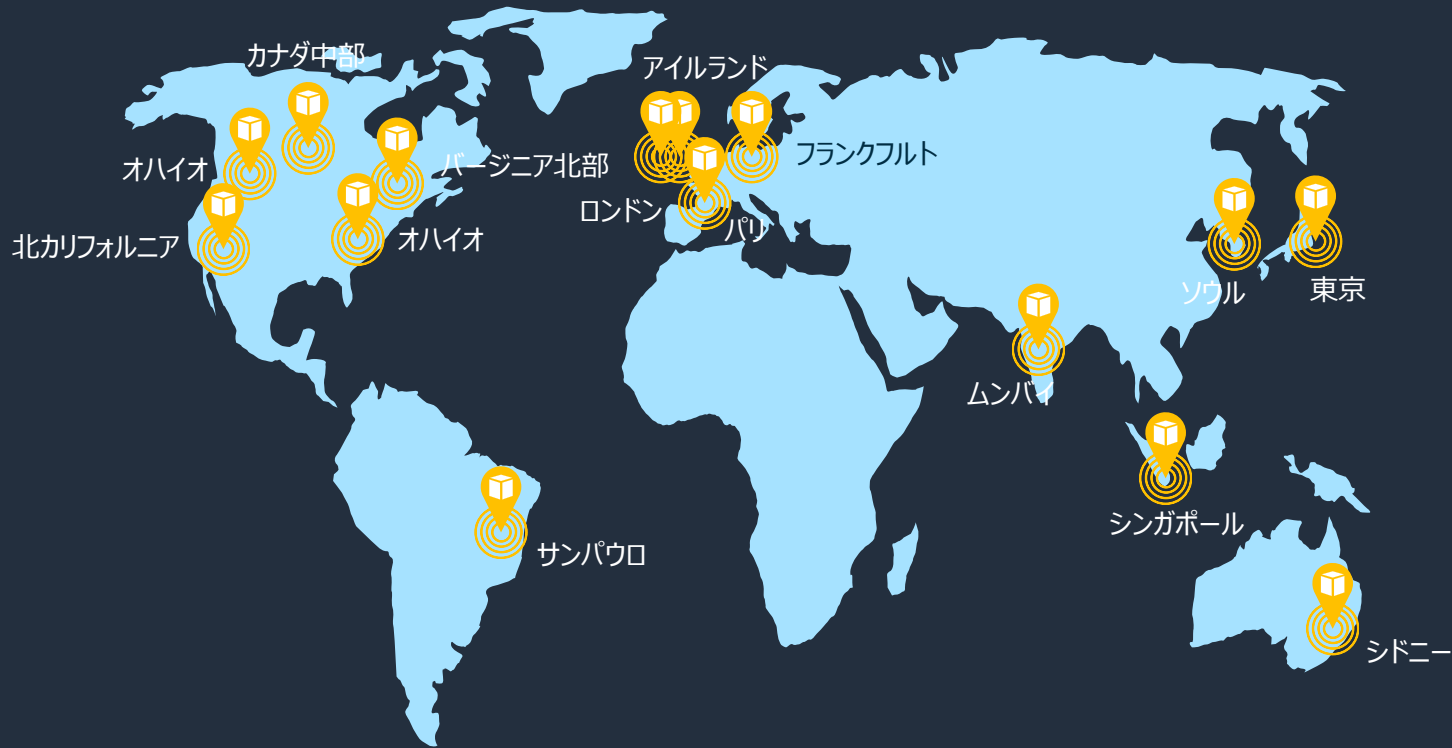 カナダ中部
アイルランド
オハイオ
バージニア北部
フランクフルト
ロンドン
パリ
北カリフォルニア
オハイオ
ソウル
東京
ムンバイ
シンガポール
サンパウロ
シドニー